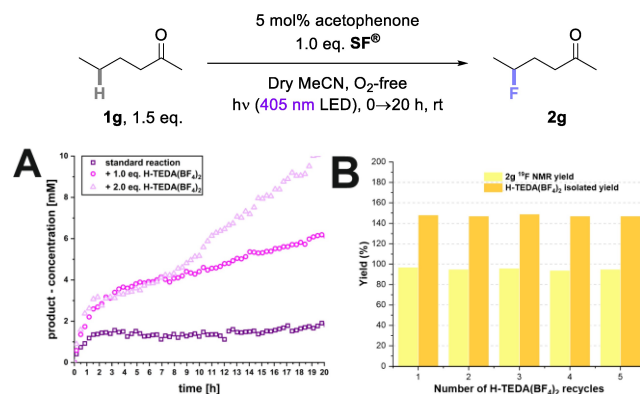 5 mol% acetophenone
1.0 eq. SF®
O
H
1g, 1.5 eq.
Dry MeCN, O₂-free
hν (405 nm LED), 0→20 h, rt
O
F
2g
A
standard reaction
+ 1.0 eq. H-TEDA(BF₄)₂
+ 2.0 eq. H-TEDA(BF₄)₂
product - concentration [mM]
10
8
6
4
2
0
0 1 2 3 4 5 6 7 8 9 10 11 12 13 14 15 16 17 18 19 20
time [h]
B
2g ¹⁹F NMR yield
H-TEDA(BF₄)₂ isolated yield
Yield (%)
200
180
160
140
120
100
80
60
40
20
0
1 2 3 4 5
Number of H-TEDA(BF₄)₂ recycles